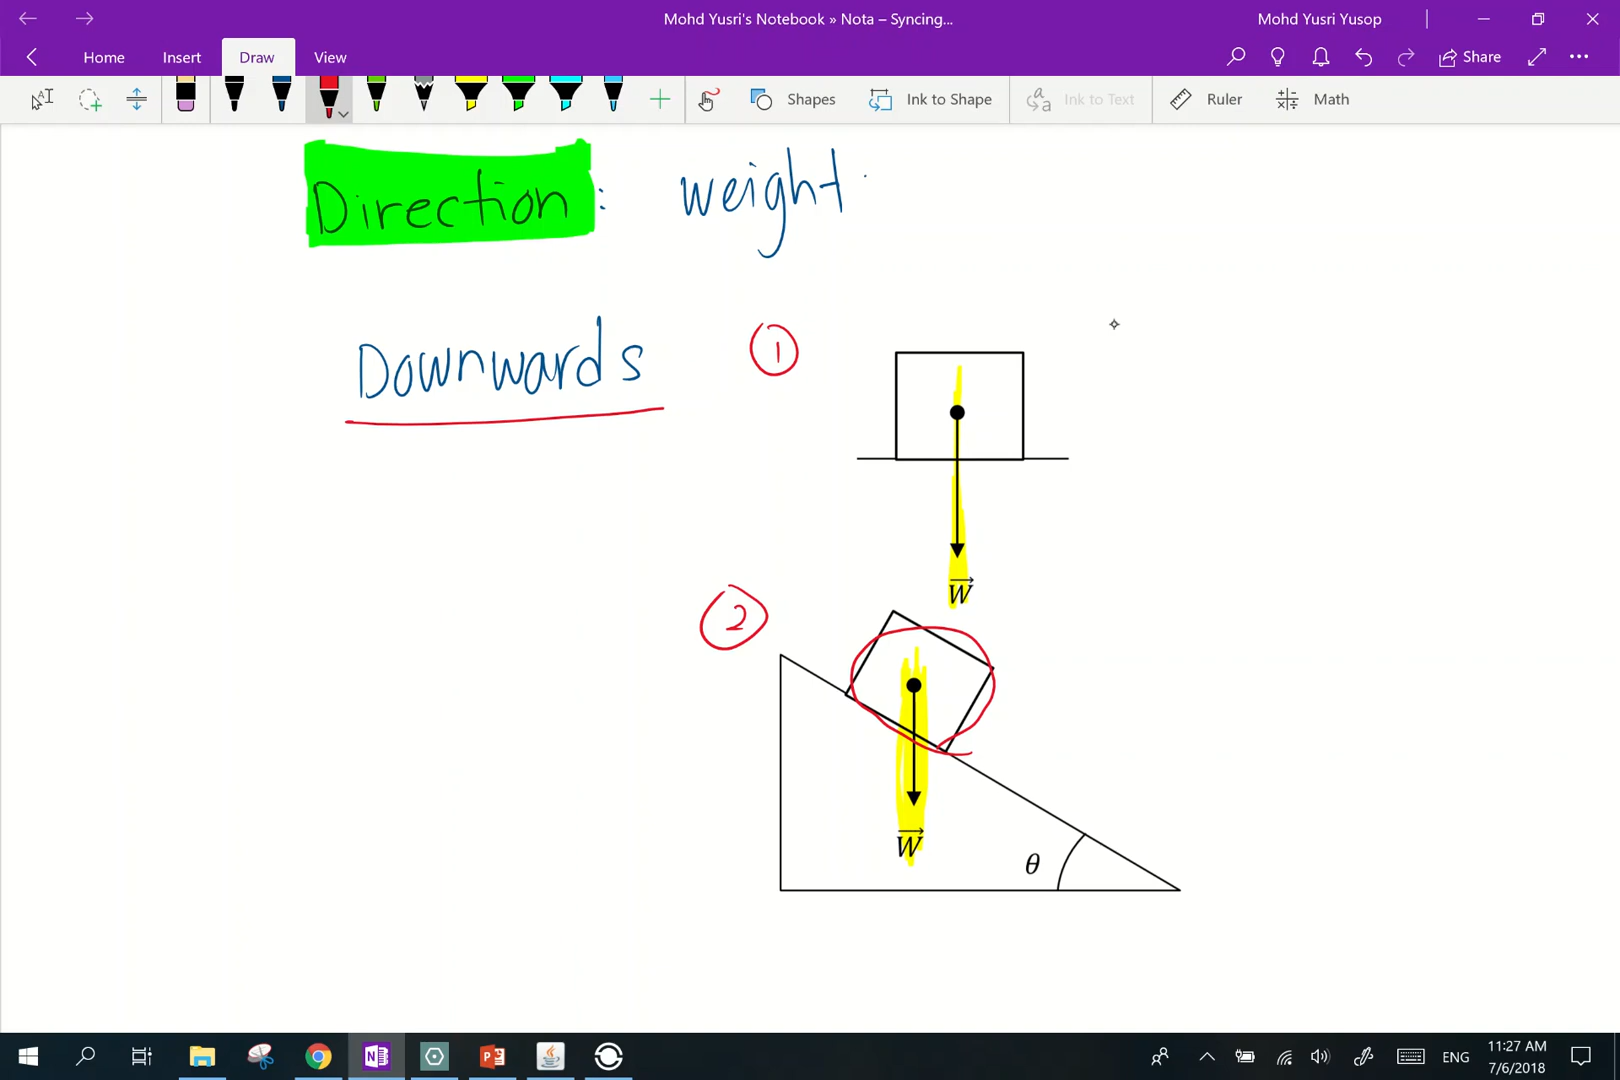 Mohd Yusri's Notebook » Nota – Syncing...
Mohd Yusri Yusop
Home Insert Draw View
Share
Shapes
Ink to Shape
Ink to Text
Ruler
Math
Direction : weight
Downwards
1
W
2
W
θ
ENG
11:27 AM
7/6/2018